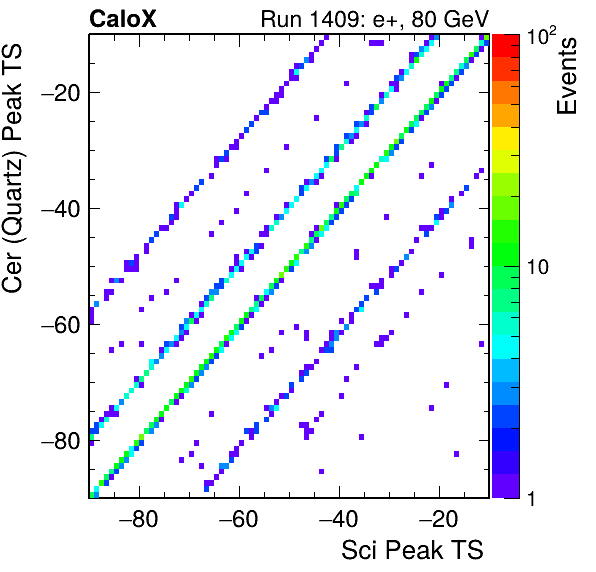 CaloX Run 1409: e+, 80 GeV
Cer (Quartz) Peak TS
−20
−40
−60
−80
−80 −60 −40 −20
Sci Peak TS
10²
10
1
Events